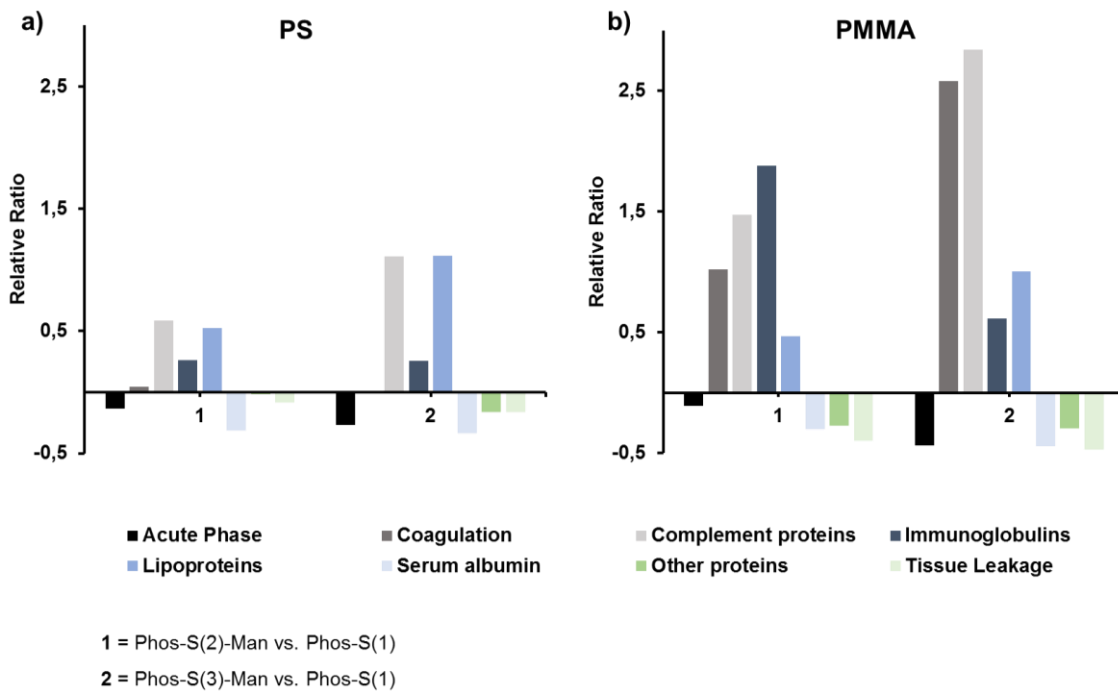 a) PS
2,5
1,5
0,5
-0,5
Relative Ratio
1 2
b) PMMA
2,5
1,5
0,5
-0,5
Relative Ratio
1 2
Acute Phase Coagulation Complement proteins Immunoglobulins
Lipoproteins Serum albumin Other proteins Tissue Leakage
1 = Phos-S(2)-Man vs. Phos-S(1)
2 = Phos-S(3)-Man vs. Phos-S(1)